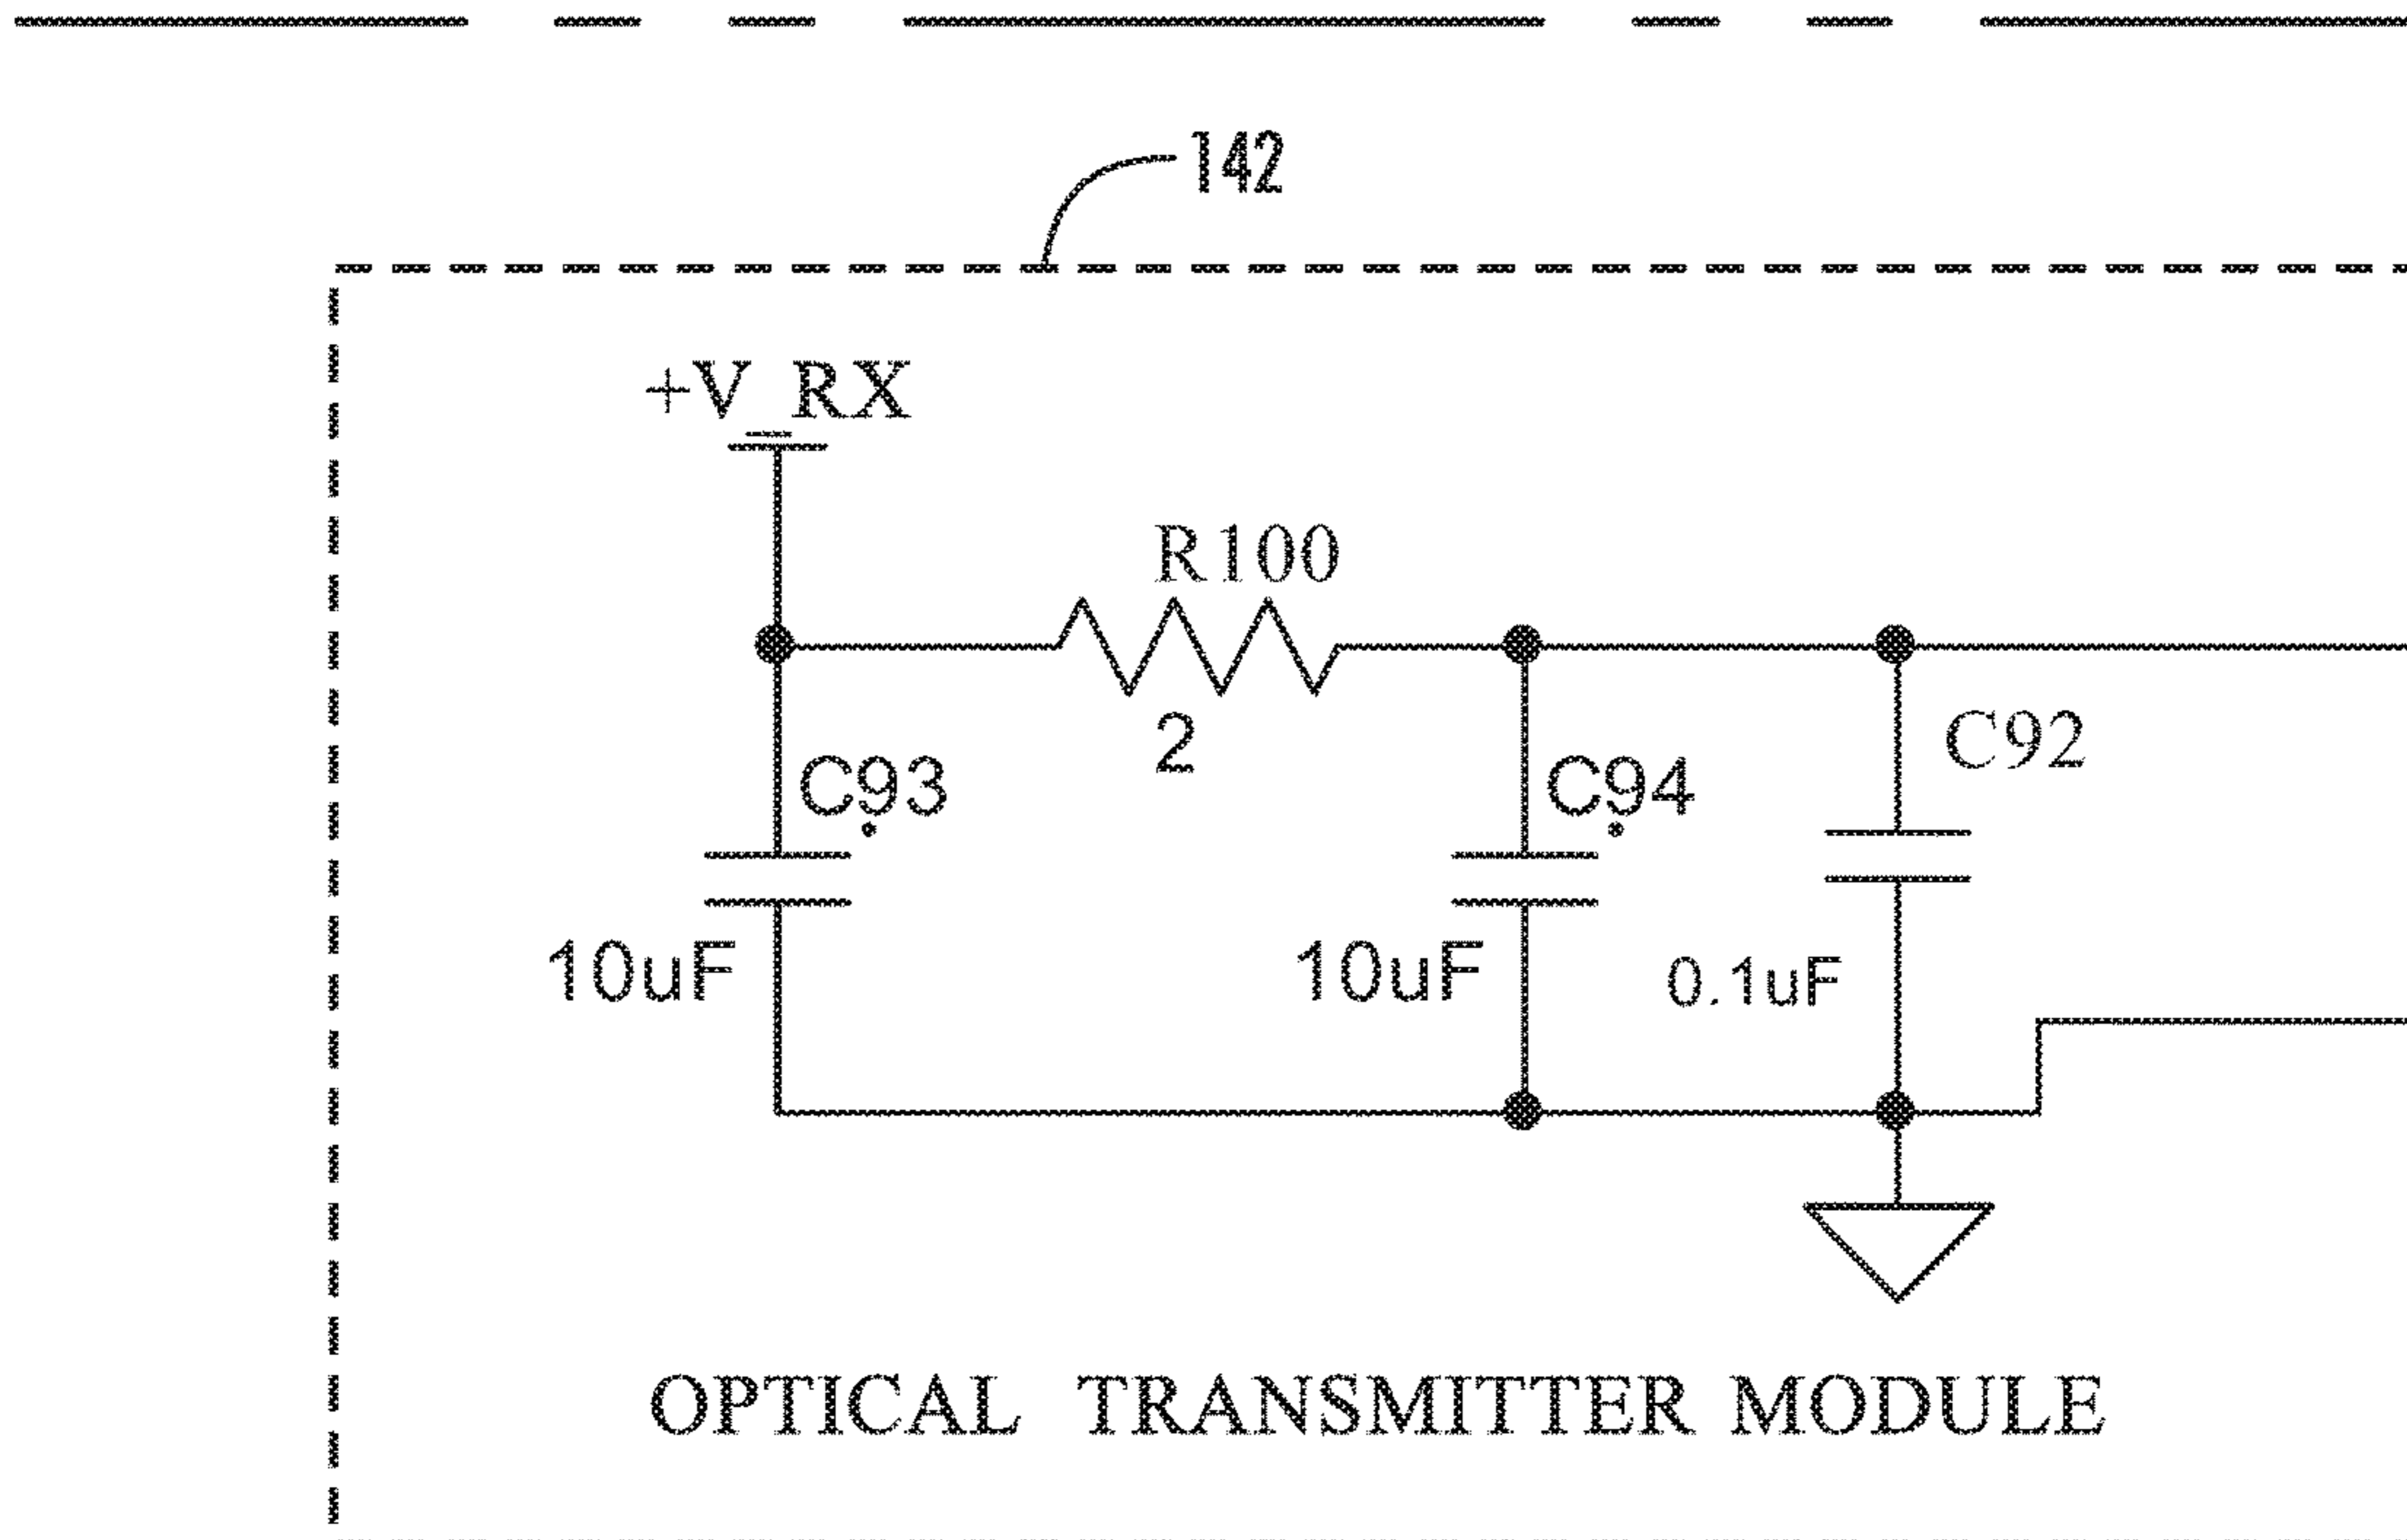 142
+V_RX
R100
2
C93
C94
C92
10uF
10uF
0.1uF
OPTICAL TRANSMITTER MODULE